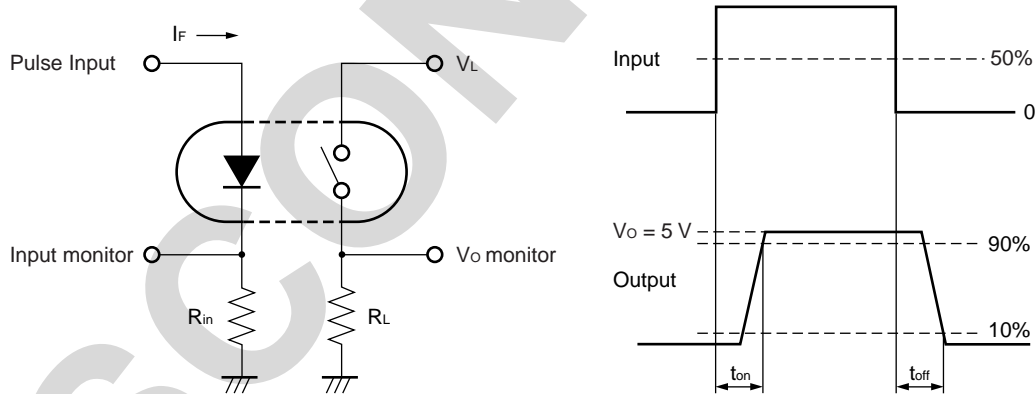 IF
Pulse Input
VL
Input monitor
VO monitor
Rin
RL
Input
50%
0
VO = 5 V
90%
Output
10%
ton
toff
SCON